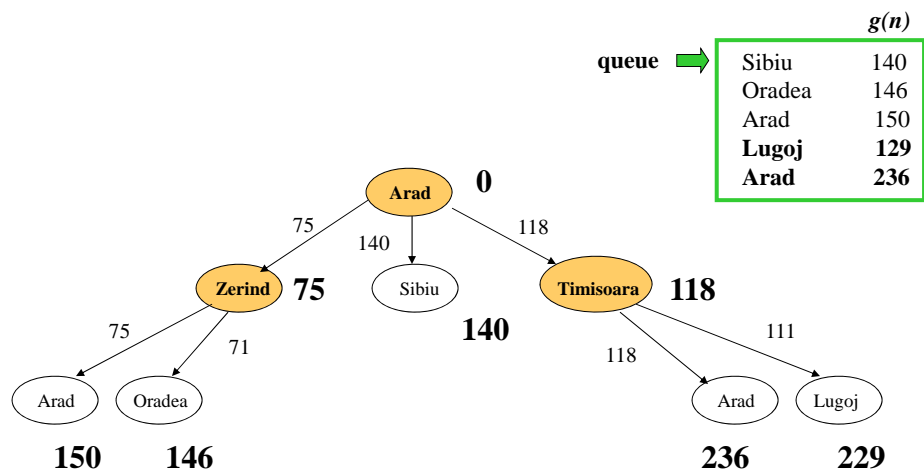 g(n)
queue
Sibiu 140
Oradea 146
Arad 150
Lugoj 129
Arad 236
Arad 0
75
140
118
Zerind 75
Sibiu
140
Timisoara 118
75
71
118
111
Arad
Oradea
Arad
Lugoj
150
146
236
229